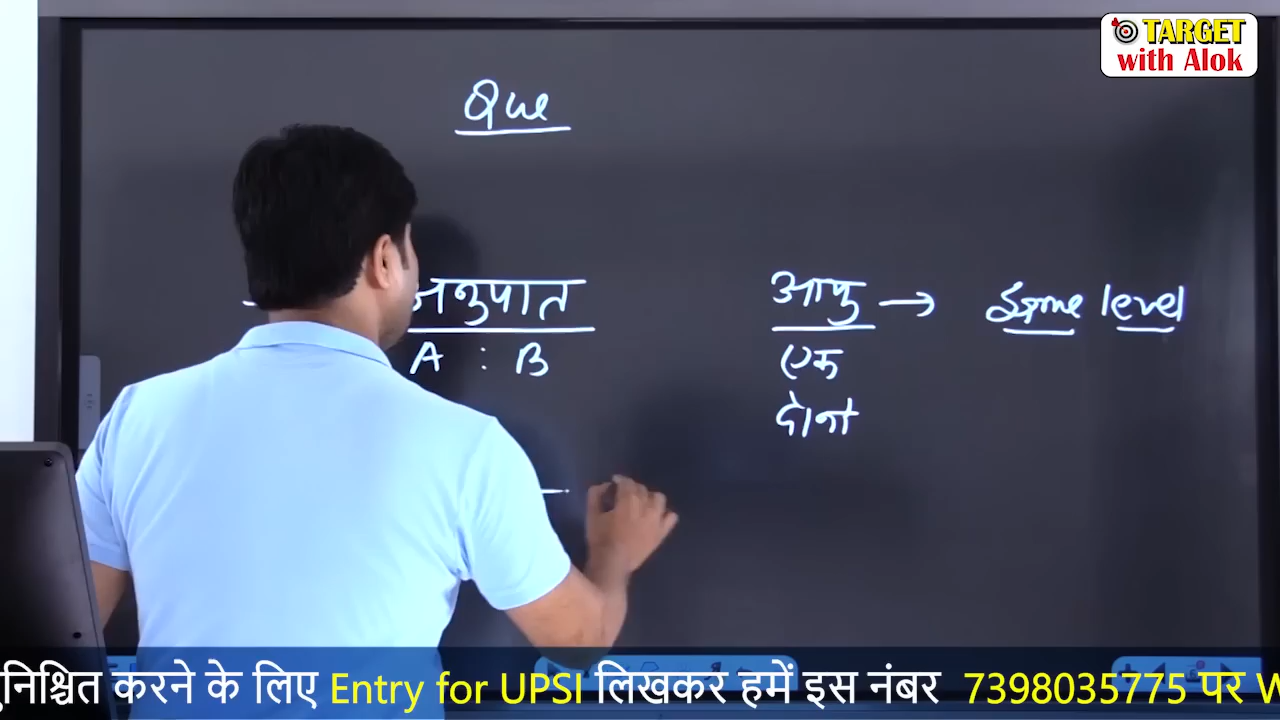 TARGET
with Alok
Que
अनुपात
आयु → Same level
A : B
एक
दोनों
निश्चित करने के लिए Entry for UPSI लिखकर हमें इस नंबर 7398035775 पर W